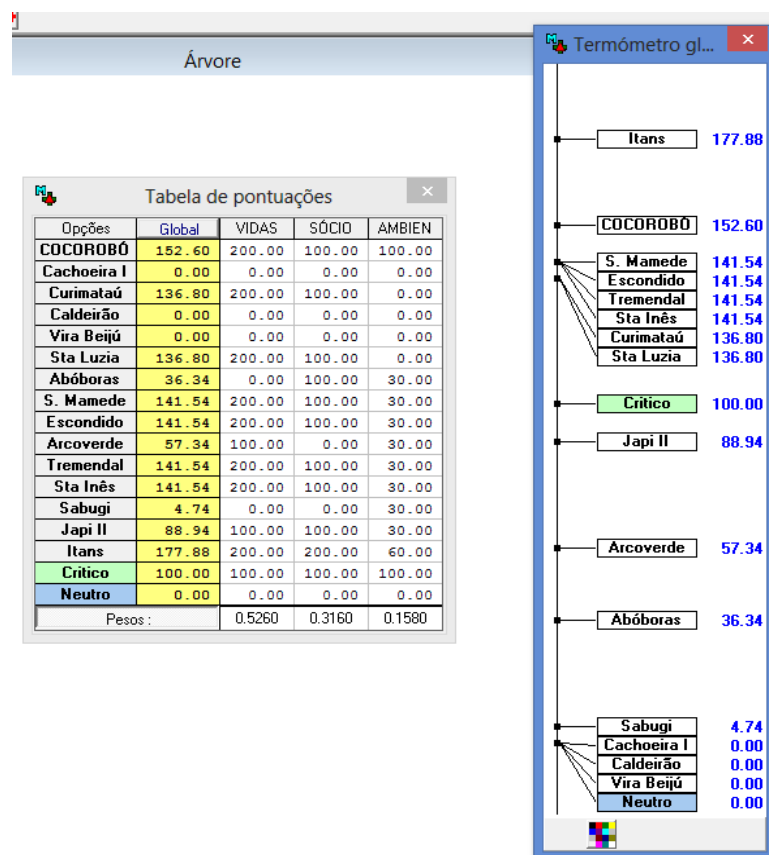 Árvore
Termómetro gl...
Itans 177.88
COCOROBÓ 152.60
S. Mamede 141.54
Escondido 141.54
Tremendal 141.54
Sta Inês 141.54
Curimataú 136.80
Sta Luzia 136.80
Critico 100.00
Japi II 88.94
Arcoverde 57.34
Abóboras 36.34
Sabugi 4.74
Cachoeira I 0.00
Caldeirão 0.00
Vira Beijú 0.00
Neutro 0.00
Tabela de pontuações
Opções Global VIDAS SÓCIO AMBIEN
COCOROBÓ 152.60 200.00 100.00 100.00
Cachoeira I 0.00 0.00 0.00 0.00
Curimataú 136.80 200.00 100.00 0.00
Caldeirão 0.00 0.00 0.00 0.00
Vira Beijú 0.00 0.00 0.00 0.00
Sta Luzia 136.80 200.00 100.00 0.00
Abóboras 36.34 0.00 100.00 30.00
S. Mamede 141.54 200.00 100.00 30.00
Escondido 141.54 200.00 100.00 30.00
Arcoverde 57.34 100.00 0.00 30.00
Tremendal 141.54 200.00 100.00 30.00
Sta Inês 141.54 200.00 100.00 30.00
Sabugi 4.74 0.00 0.00 30.00
Japi II 88.94 100.00 100.00 30.00
Itans 177.88 200.00 200.00 60.00
Critico 100.00 100.00 100.00 100.00
Neutro 0.00 0.00 0.00 0.00
Pesos : 0.5260 0.3160 0.1580